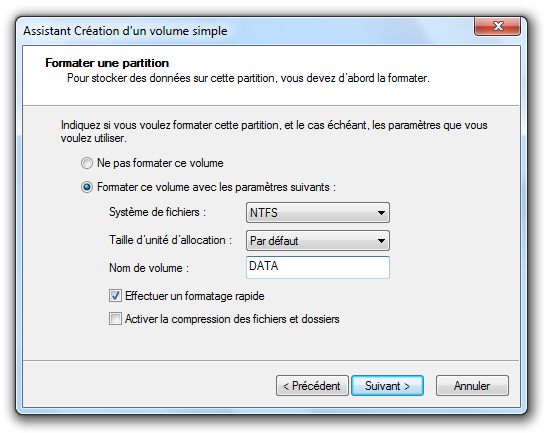 Assistant Création d'un volume simple
Formater une partition
Pour stocker des données sur cette partition, vous devez d'abord la formater.
Indiquez si vous voulez formater cette partition, et le cas échéant, les paramètres que vous
voulez utiliser.
Ne pas formater ce volume
Formater ce volume avec les paramètres suivants :
Système de fichiers : NTFS
Taille d'unité d'allocation : Par défaut
Nom de volume : DATA
Effectuer un formatage rapide
Activer la compression des fichiers et dossiers
< Précédent Suivant > Annuler